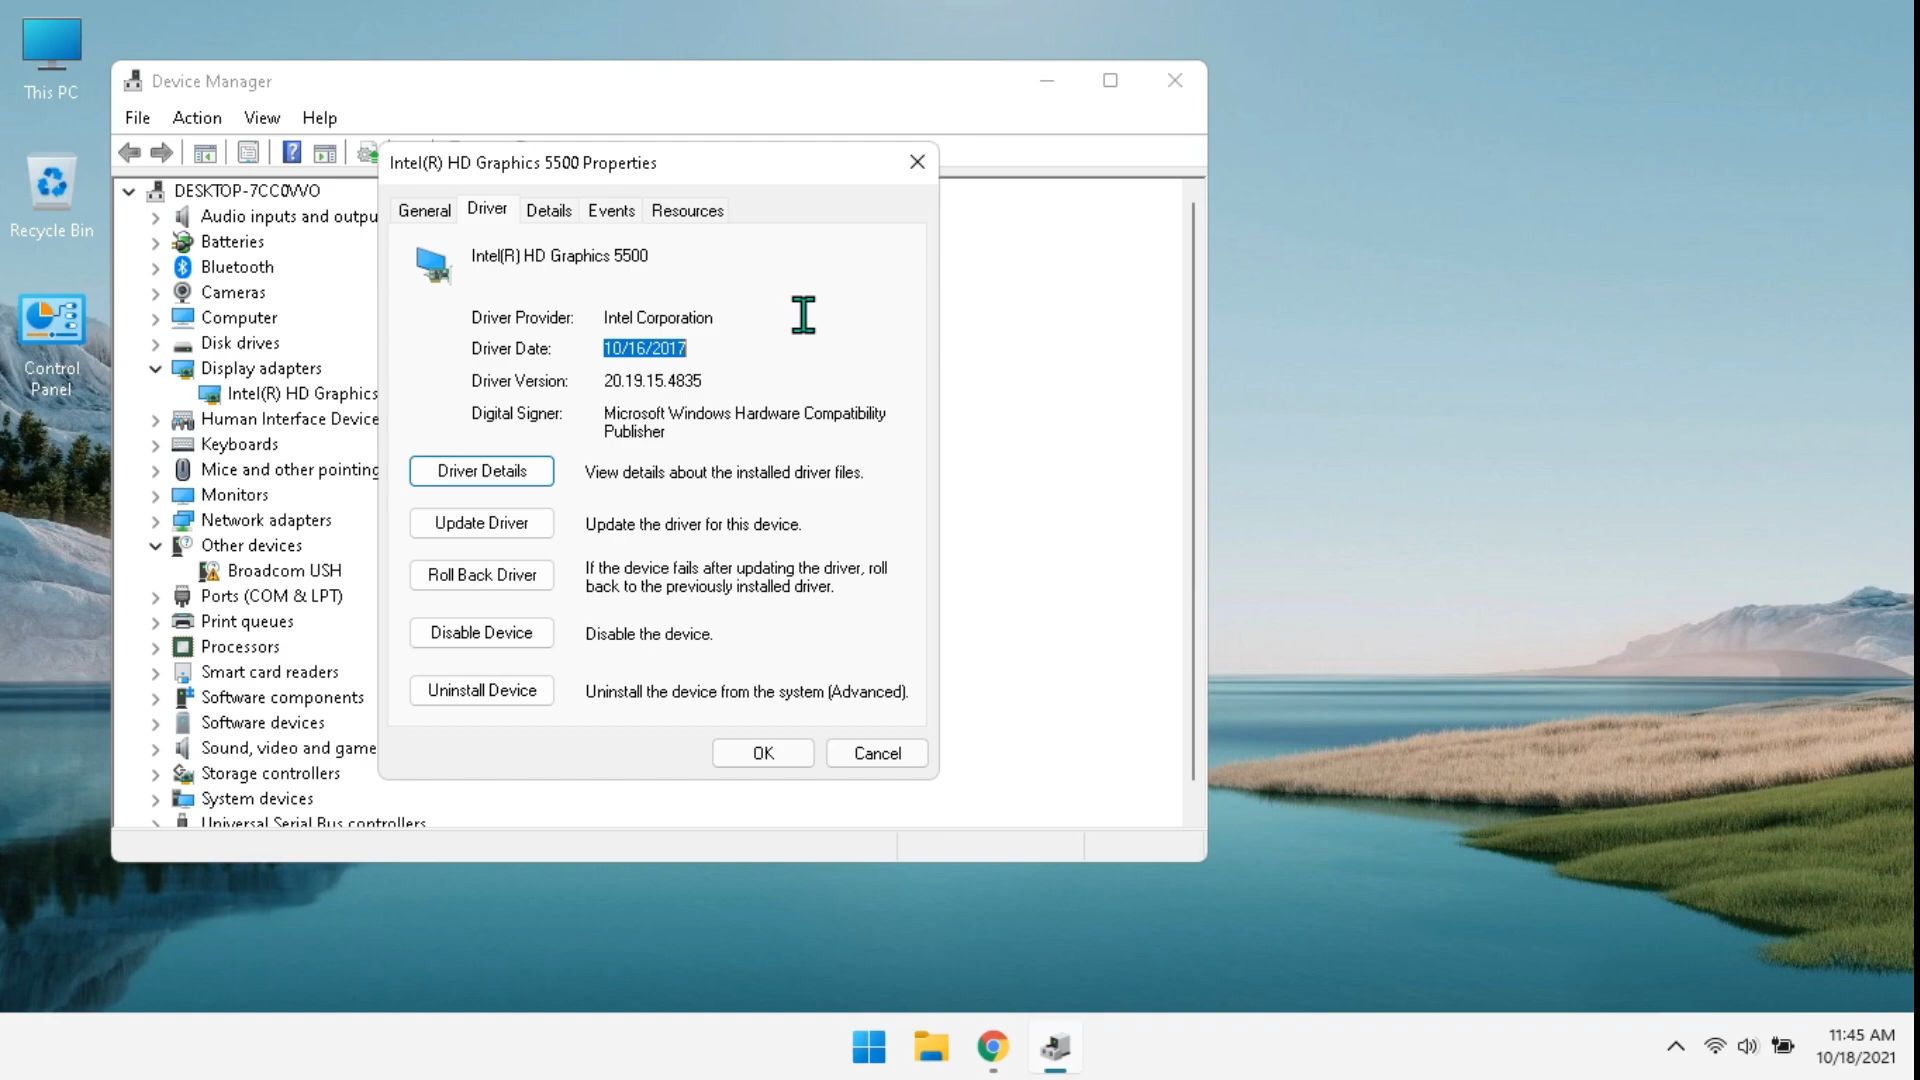 This PC
Recycle Bin
Control
Panel
Device Manager
File Action View Help
DESKTOP-7CC0VVO
Audio inputs and outpu
Batteries
Bluetooth
Cameras
Computer
Disk drives
Display adapters
Intel(R) HD Graphics
Human Interface Device
Keyboards
Mice and other pointing
Monitors
Network adapters
Other devices
Broadcom USH
Ports (COM & LPT)
Print queues
Processors
Smart card readers
Software components
Software devices
Sound, video and game
Storage controllers
System devices
Universal Serial Bus controllers
Intel(R) HD Graphics 5500 Properties
General Driver Details Events Resources
Intel(R) HD Graphics 5500
Driver Provider: Intel Corporation
Driver Date: 10/16/2017
Driver Version: 20.19.15.4835
Digital Signer: Microsoft Windows Hardware Compatibility
Publisher
Driver Details View details about the installed driver files.
Update Driver Update the driver for this device.
Roll Back Driver If the device fails after updating the driver, roll
back to the previously installed driver.
Disable Device Disable the device.
Uninstall Device Uninstall the device from the system (Advanced).
OK Cancel
11:45 AM
10/18/2021